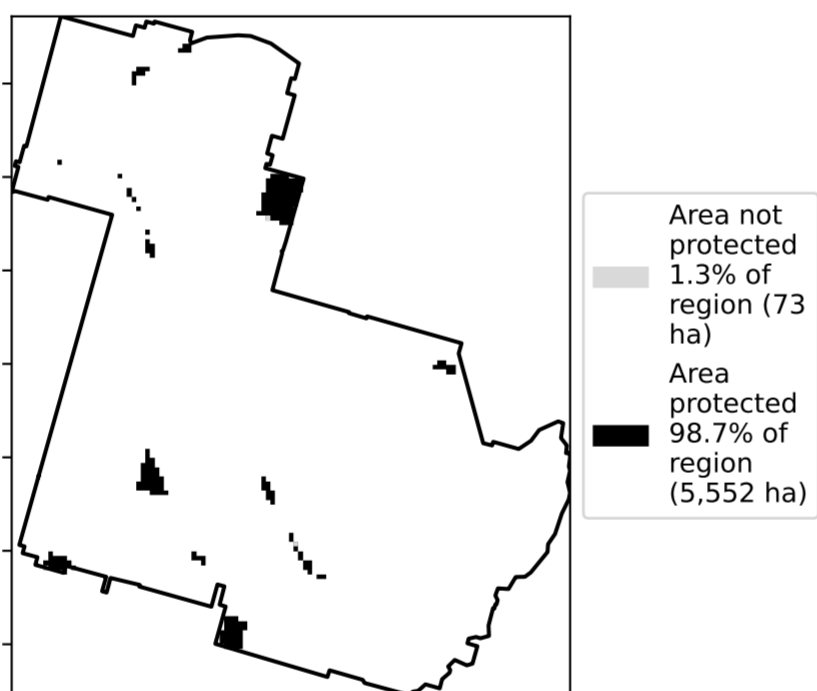 Area not
protected
1.3% of
region (73
ha)
Area
protected
98.7% of
region
(5,552 ha)